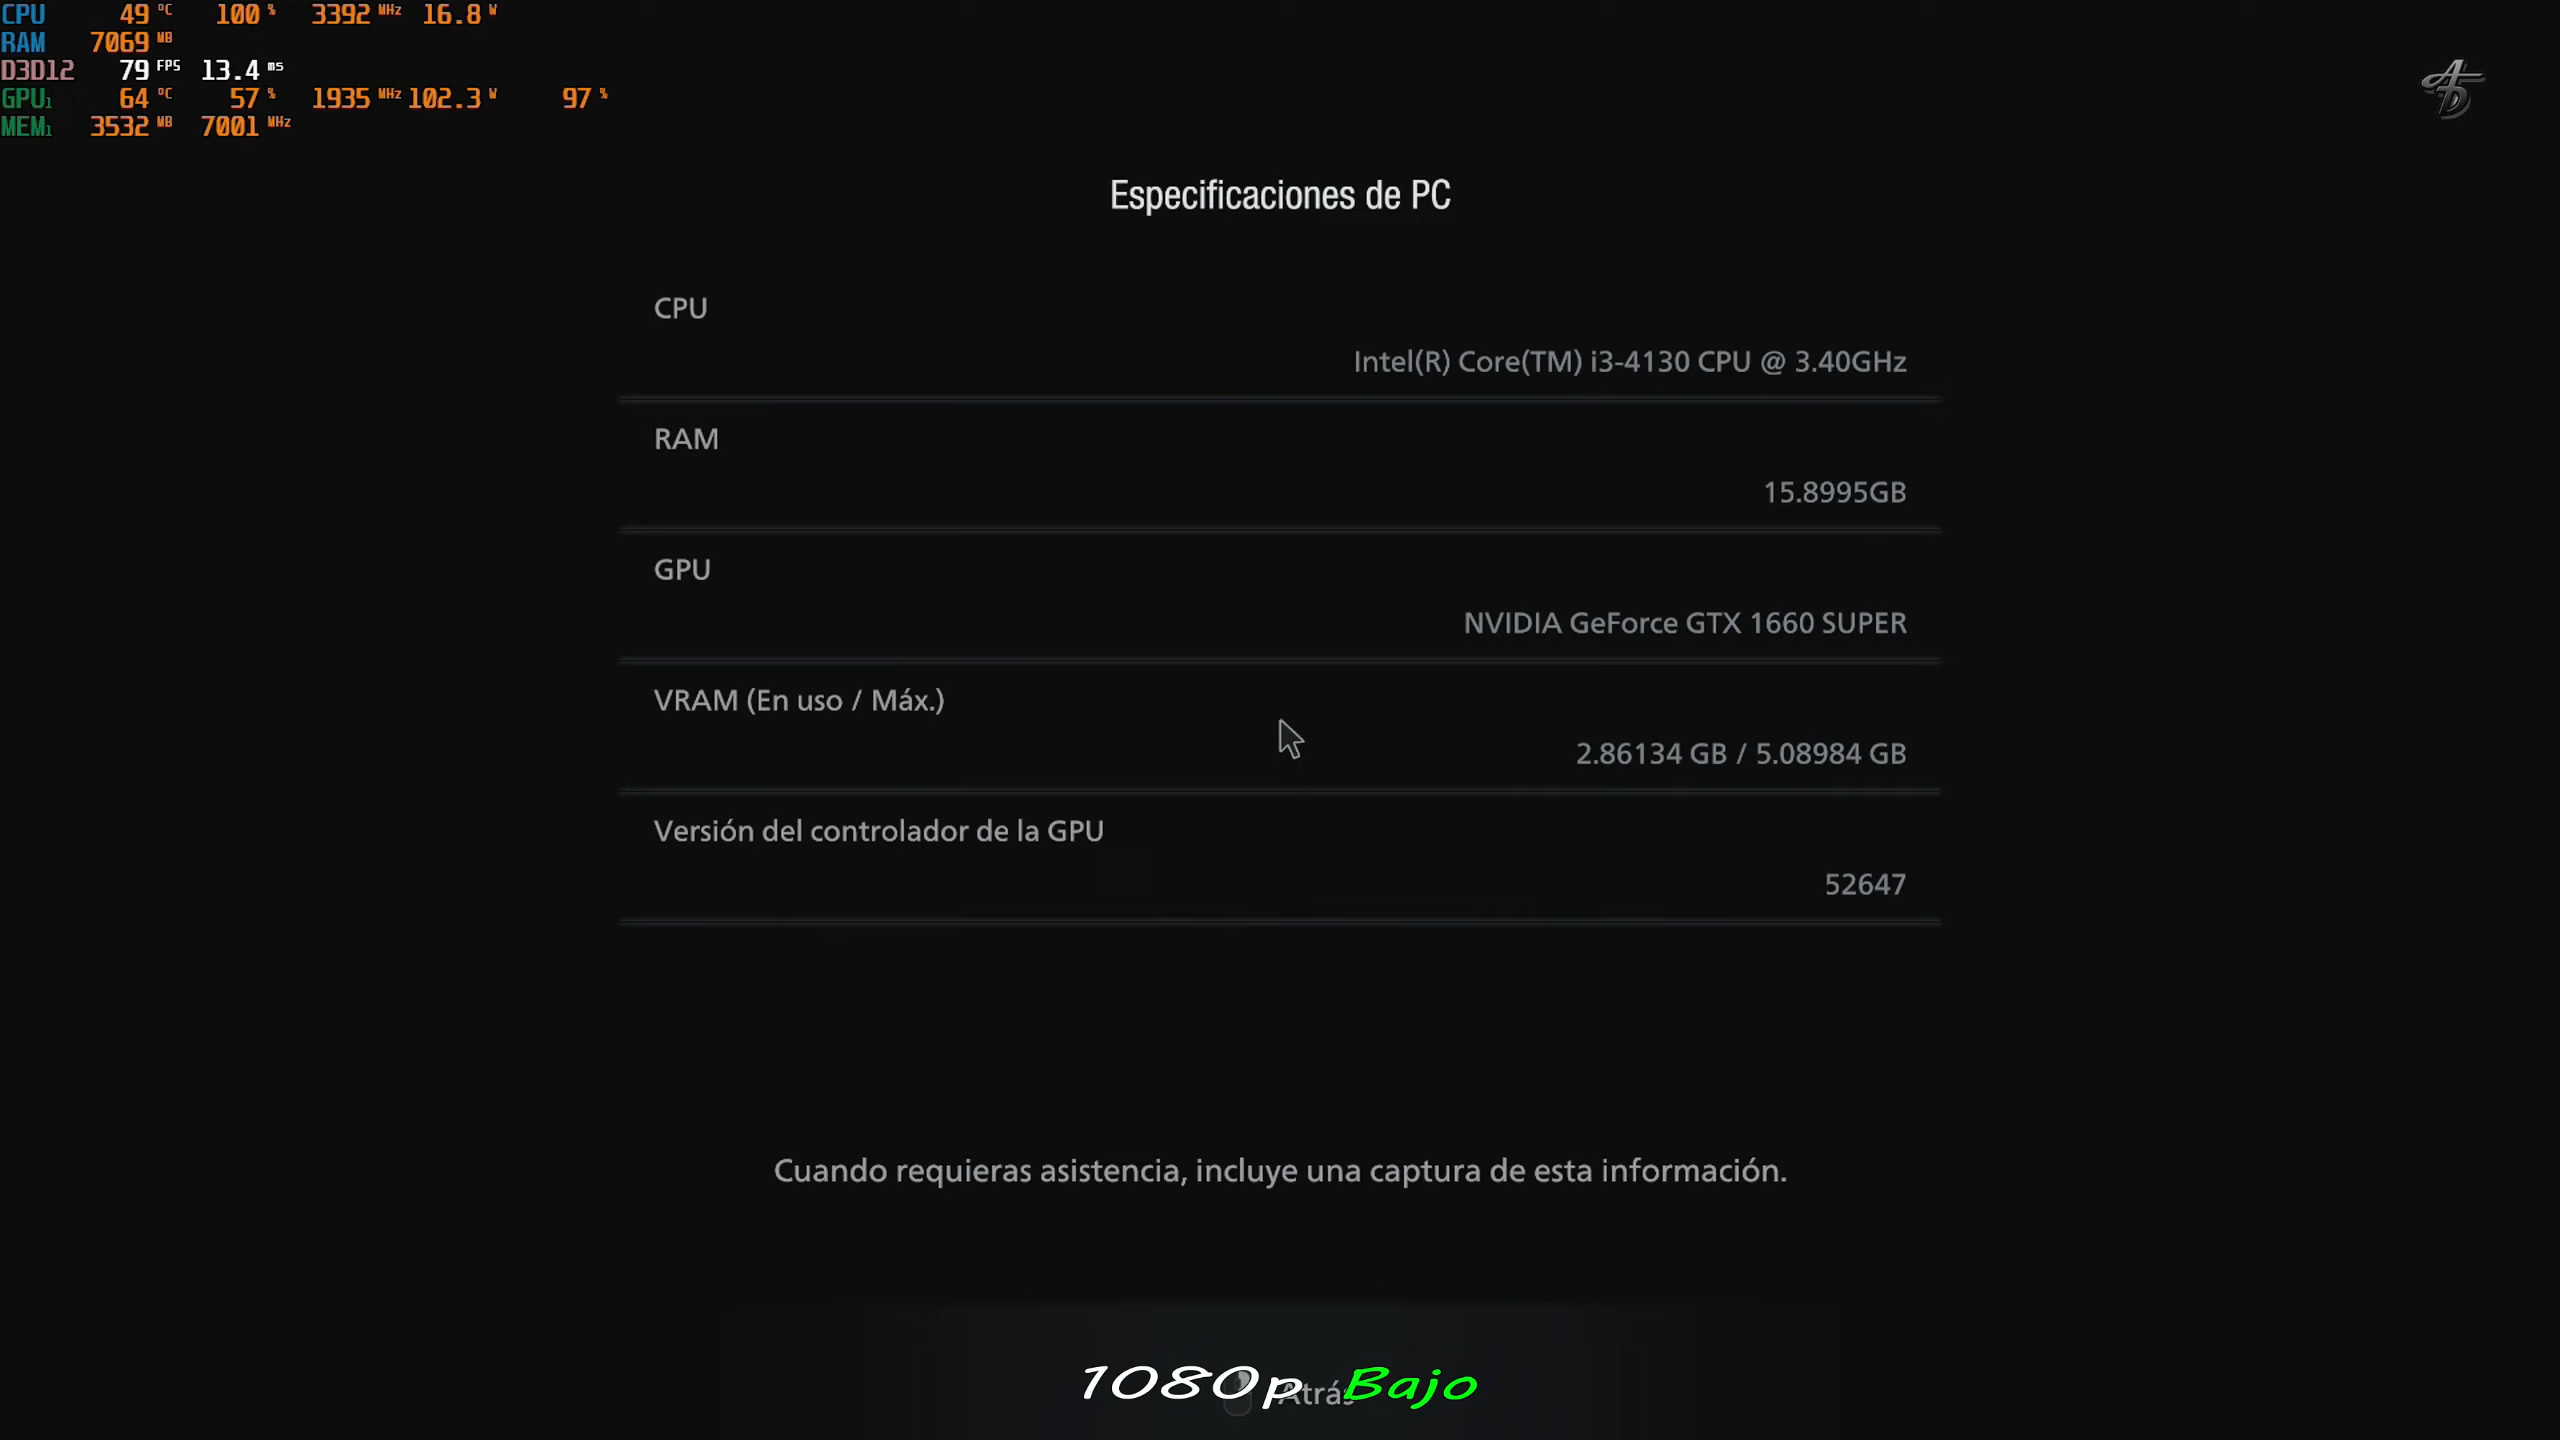 CPU 49 °C 100 % 3392 MHz 16.8 W
RAM 7069 MB
D3D12 79 FPS 13.4 ms
GPU1 64 °C 57 % 1935 MHz 102.3 W 97 %
MEM1 3532 MB 7001 MHz
Especificaciones de PC
CPU
Intel(R) Core(TM) i3-4130 CPU @ 3.40GHz
RAM
15.8995GB
GPU
NVIDIA GeForce GTX 1660 SUPER
VRAM (En uso / Máx.)
2.86134 GB / 5.08984 GB
Versión del controlador de la GPU
52647
Cuando requieras asistencia, incluye una captura de esta información.
1080p Bajo
Atrás